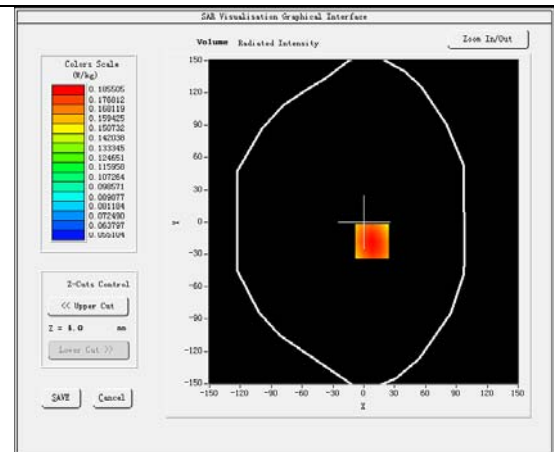 SAR Visualisation Graphical Interface
Volume Radiated Intensity
Zoom In/Out
Colors Scale
(W/kg)
0.185505
0.176812
0.168119
0.159425
0.150732
0.142038
0.133345
0.124651
0.115958
0.107264
0.098571
0.089877
0.081184
0.072490
0.063797
0.055104
Z-Cuts Control
<< Upper Cut
Z = 4.0 mm
Lower Cut >>
SAVE Cancel
150
120
90
60
30
0
-30
-60
-90
-120
-150
Y
-150 -120 -90 -60 -30 0 30 60 90 120 150
X